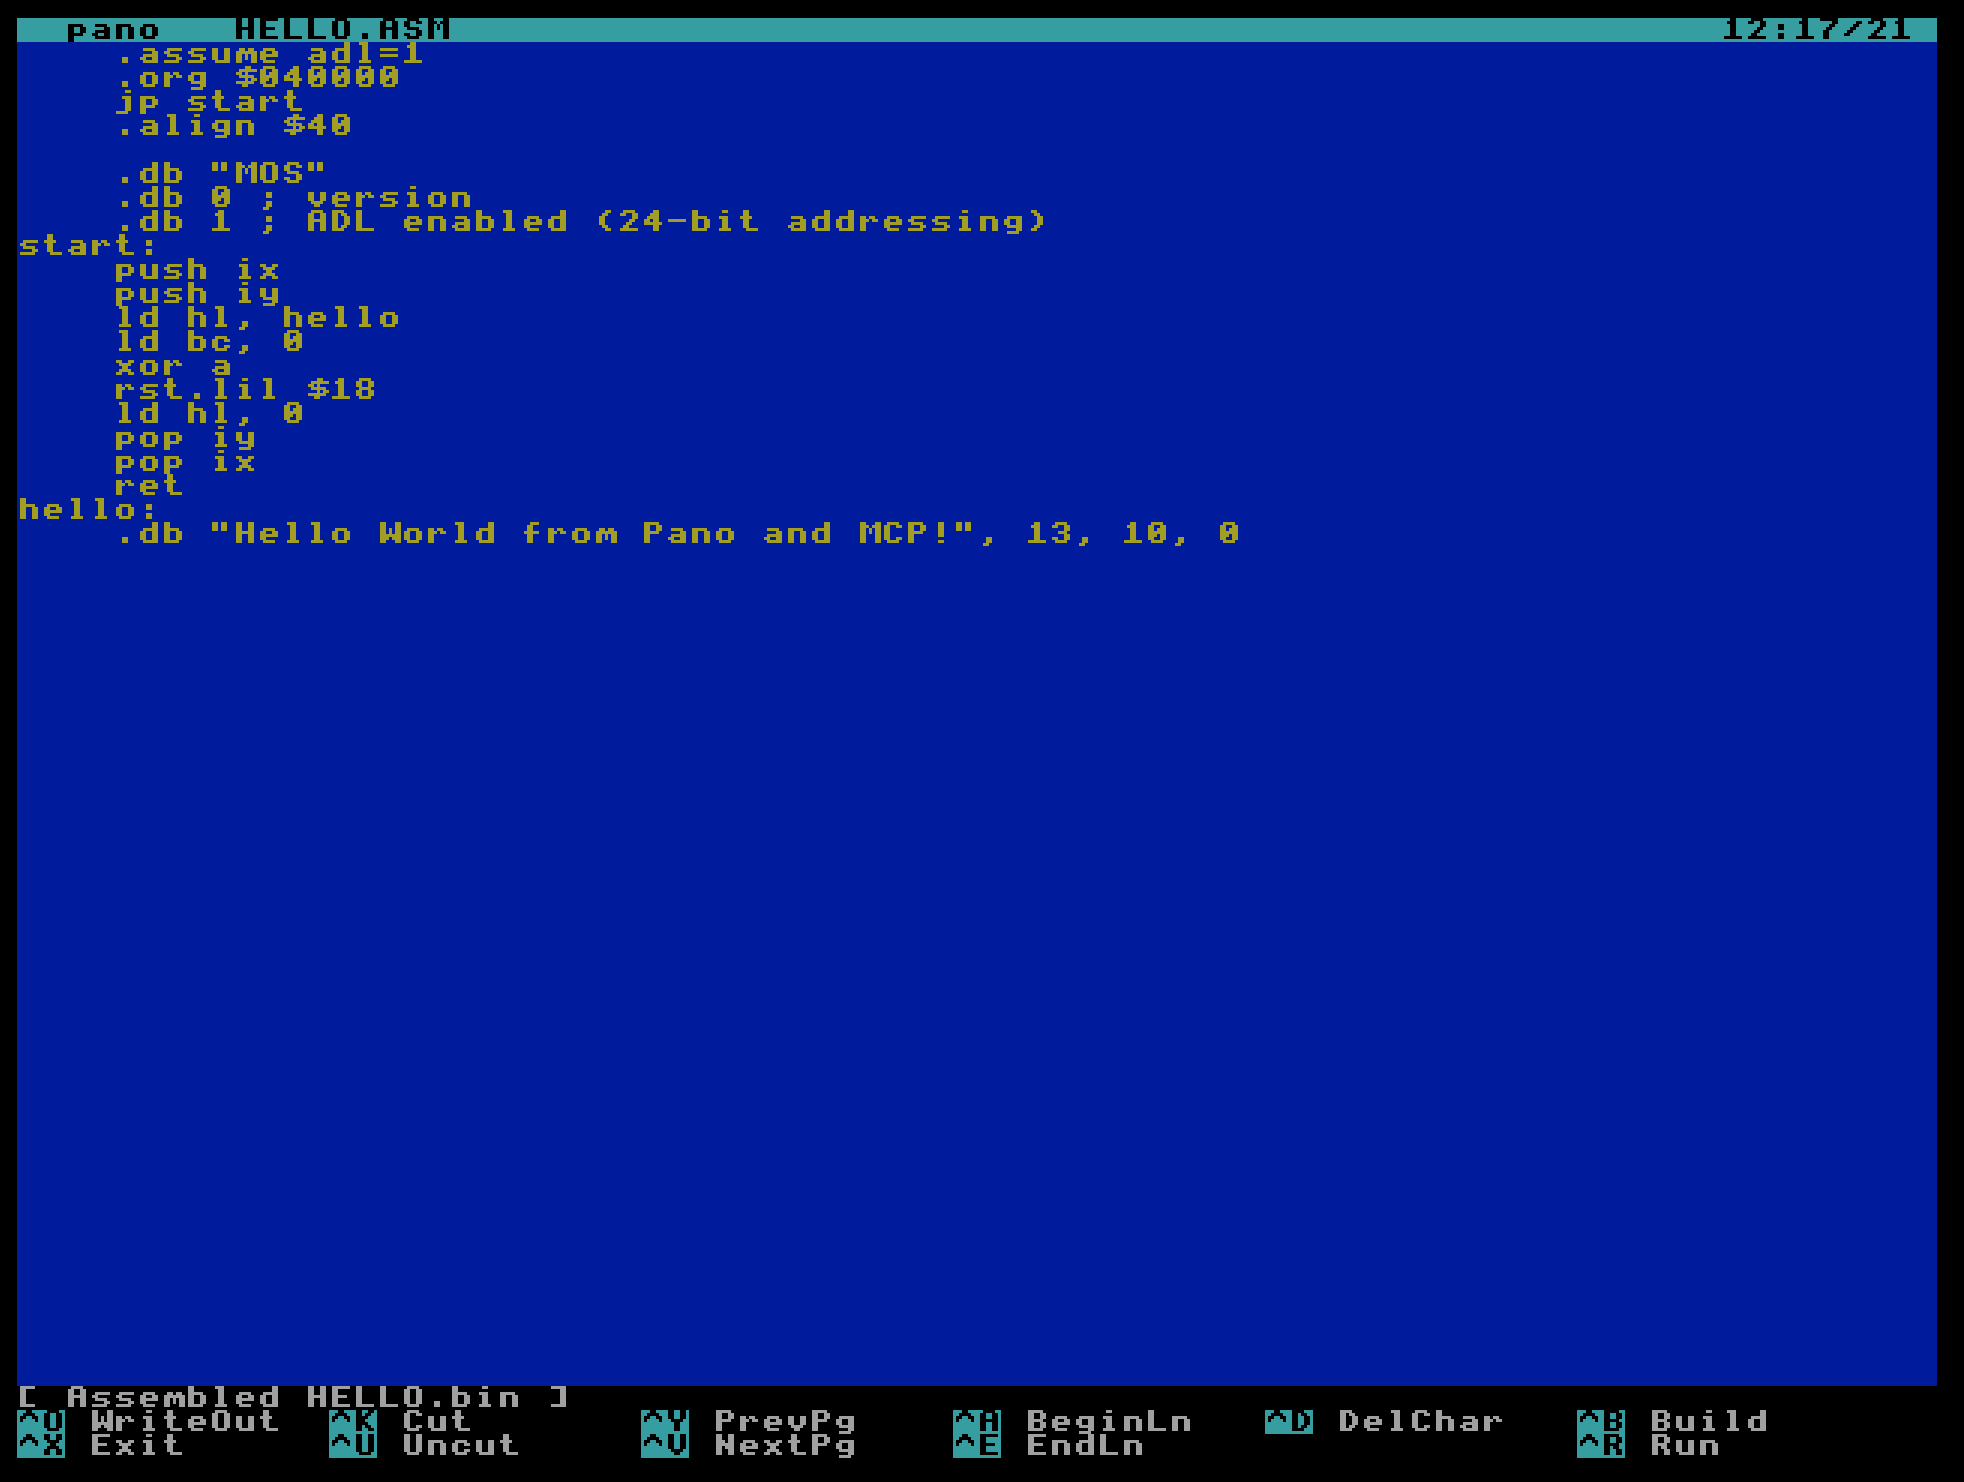 pano   HELLO.ASM   12:17/21
    .assume adl=1
    .org $040000
    jp start
    .align $40
    .db "MOS"
    .db 0 ; version
    .db 1 ; ADL enabled (24-bit addressing)
start:
    push ix
    push iy
    ld hl, hello
    ld bc, 0
    xor a
    rst.lil $18
    ld hl, 0
    pop iy
    pop ix
    ret
hello:
    .db "Hello World from Pano and MCP!", 13, 10, 0
[ Assembled HELLO.bin ]
^O WriteOut  ^K Cut  ^Y PrevPg  ^A BeginLn  ^D DelChar  ^B Build
^X Exit  ^U Uncut  ^V NextPg  ^E EndLn  ^R Run